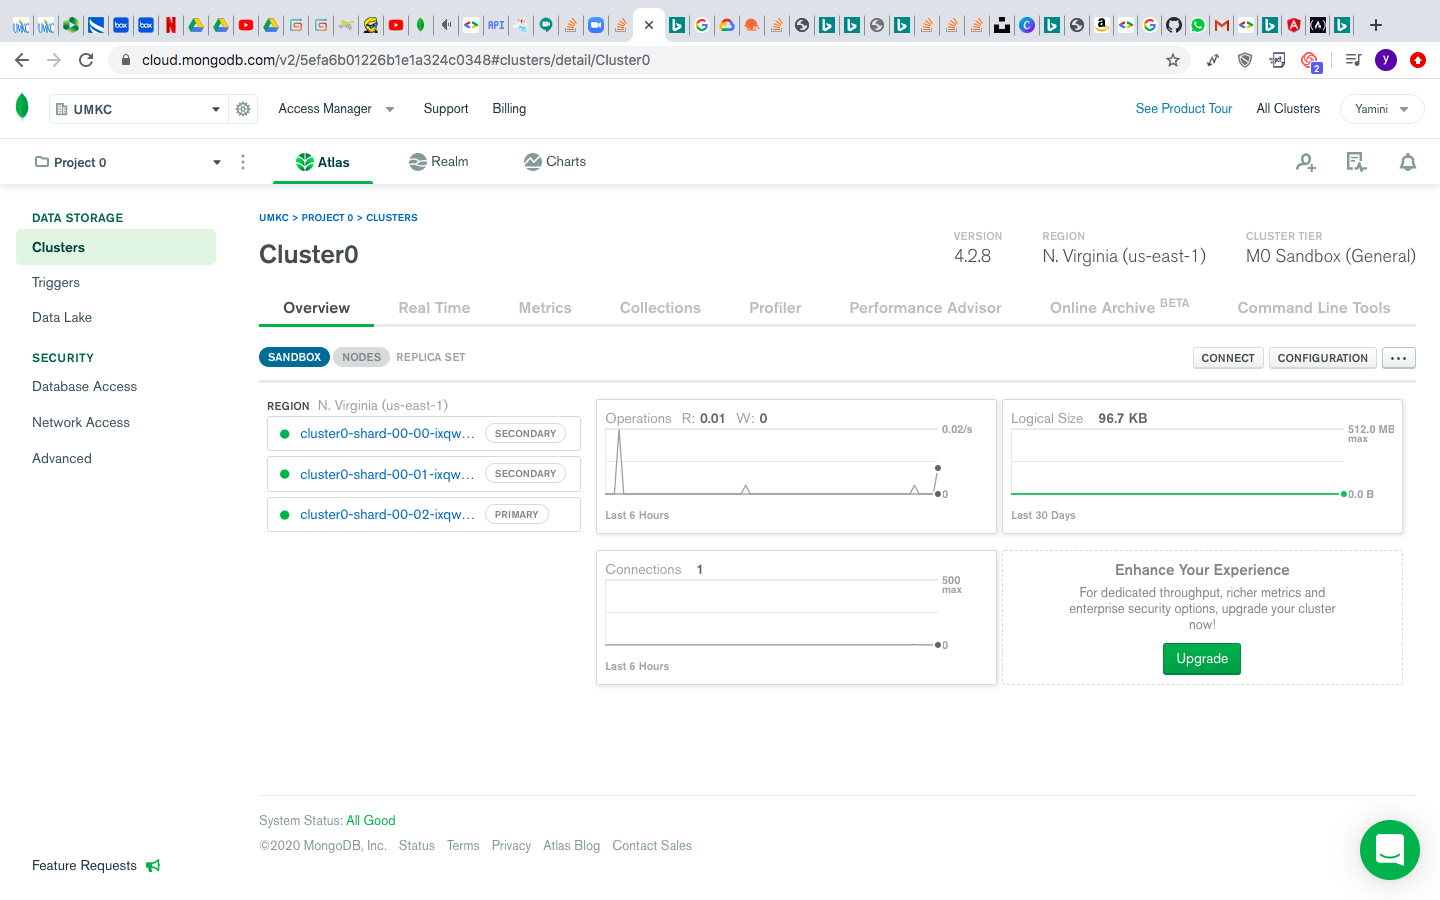 cloud.mongodb.com/v2/5efa6b01226b1e1a324c0348#clusters/detail/Cluster0
2
y
UMKC
Access Manager
Support
Billing
See Product Tour
All Clusters
Yamini
Project 0
Atlas
Realm
Charts
DATA STORAGE
Clusters
Triggers
Data Lake
SECURITY
Database Access
Network Access
Advanced
Feature Requests
UMKC > PROJECT 0 > CLUSTERS
Cluster0
VERSION
4.2.8
REGION
N. Virginia (us-east-1)
CLUSTER TIER
M0 Sandbox (General)
Overview
Real Time
Metrics
Collections
Profiler
Performance Advisor
Online Archive BETA
Command Line Tools
SANDBOX
NODES
REPLICA SET
CONNECT
CONFIGURATION
REGION N. Virginia (us-east-1)
cluster0-shard-00-00-ixqw... SECONDARY
cluster0-shard-00-01-ixqw... SECONDARY
cluster0-shard-00-02-ixqw... PRIMARY
Operations R: 0.01 W: 0
0.02/s
0
Last 6 Hours
Logical Size 96.7 KB
512.0 MB
max
0.0 B
Last 30 Days
Connections 1
500
max
0
Last 6 Hours
Enhance Your Experience
For dedicated throughput, richer metrics and
enterprise security options, upgrade your cluster
now!
Upgrade
System Status: All Good
©2020 MongoDB, Inc.
Status
Terms
Privacy
Atlas Blog
Contact Sales